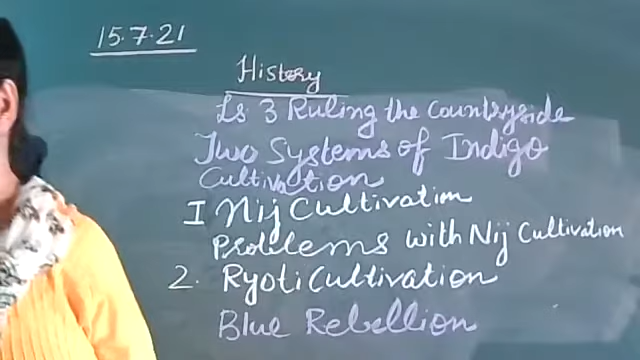 15.7.21
History
Ls 3 Ruling the Countryside
Two Systems of Indigo
Cultivation
I Nij Cultivation
Problems with Nij Cultivation
2. Ryoti Cultivation
Blue Rebellion